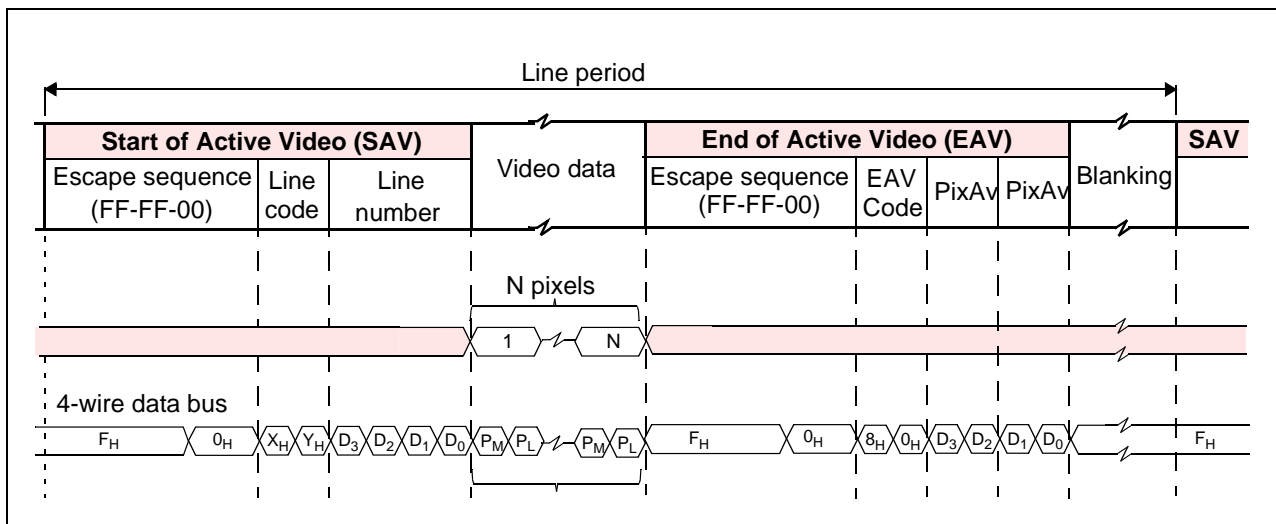 Line period
Start of Active Video (SAV)
End of Active Video (EAV)
SAV
Escape sequence
(FF-FF-00)
Line
code
Line
number
Video data
Escape sequence
(FF-FF-00)
EAV
Code
PixAv
PixAv
Blanking
N pixels
1
N
4-wire data bus
FH 0H XH YH D3 D2 D1 D0 PM PL PM PL FH 0H 8H 0H D3 D2 D1 D0 FH